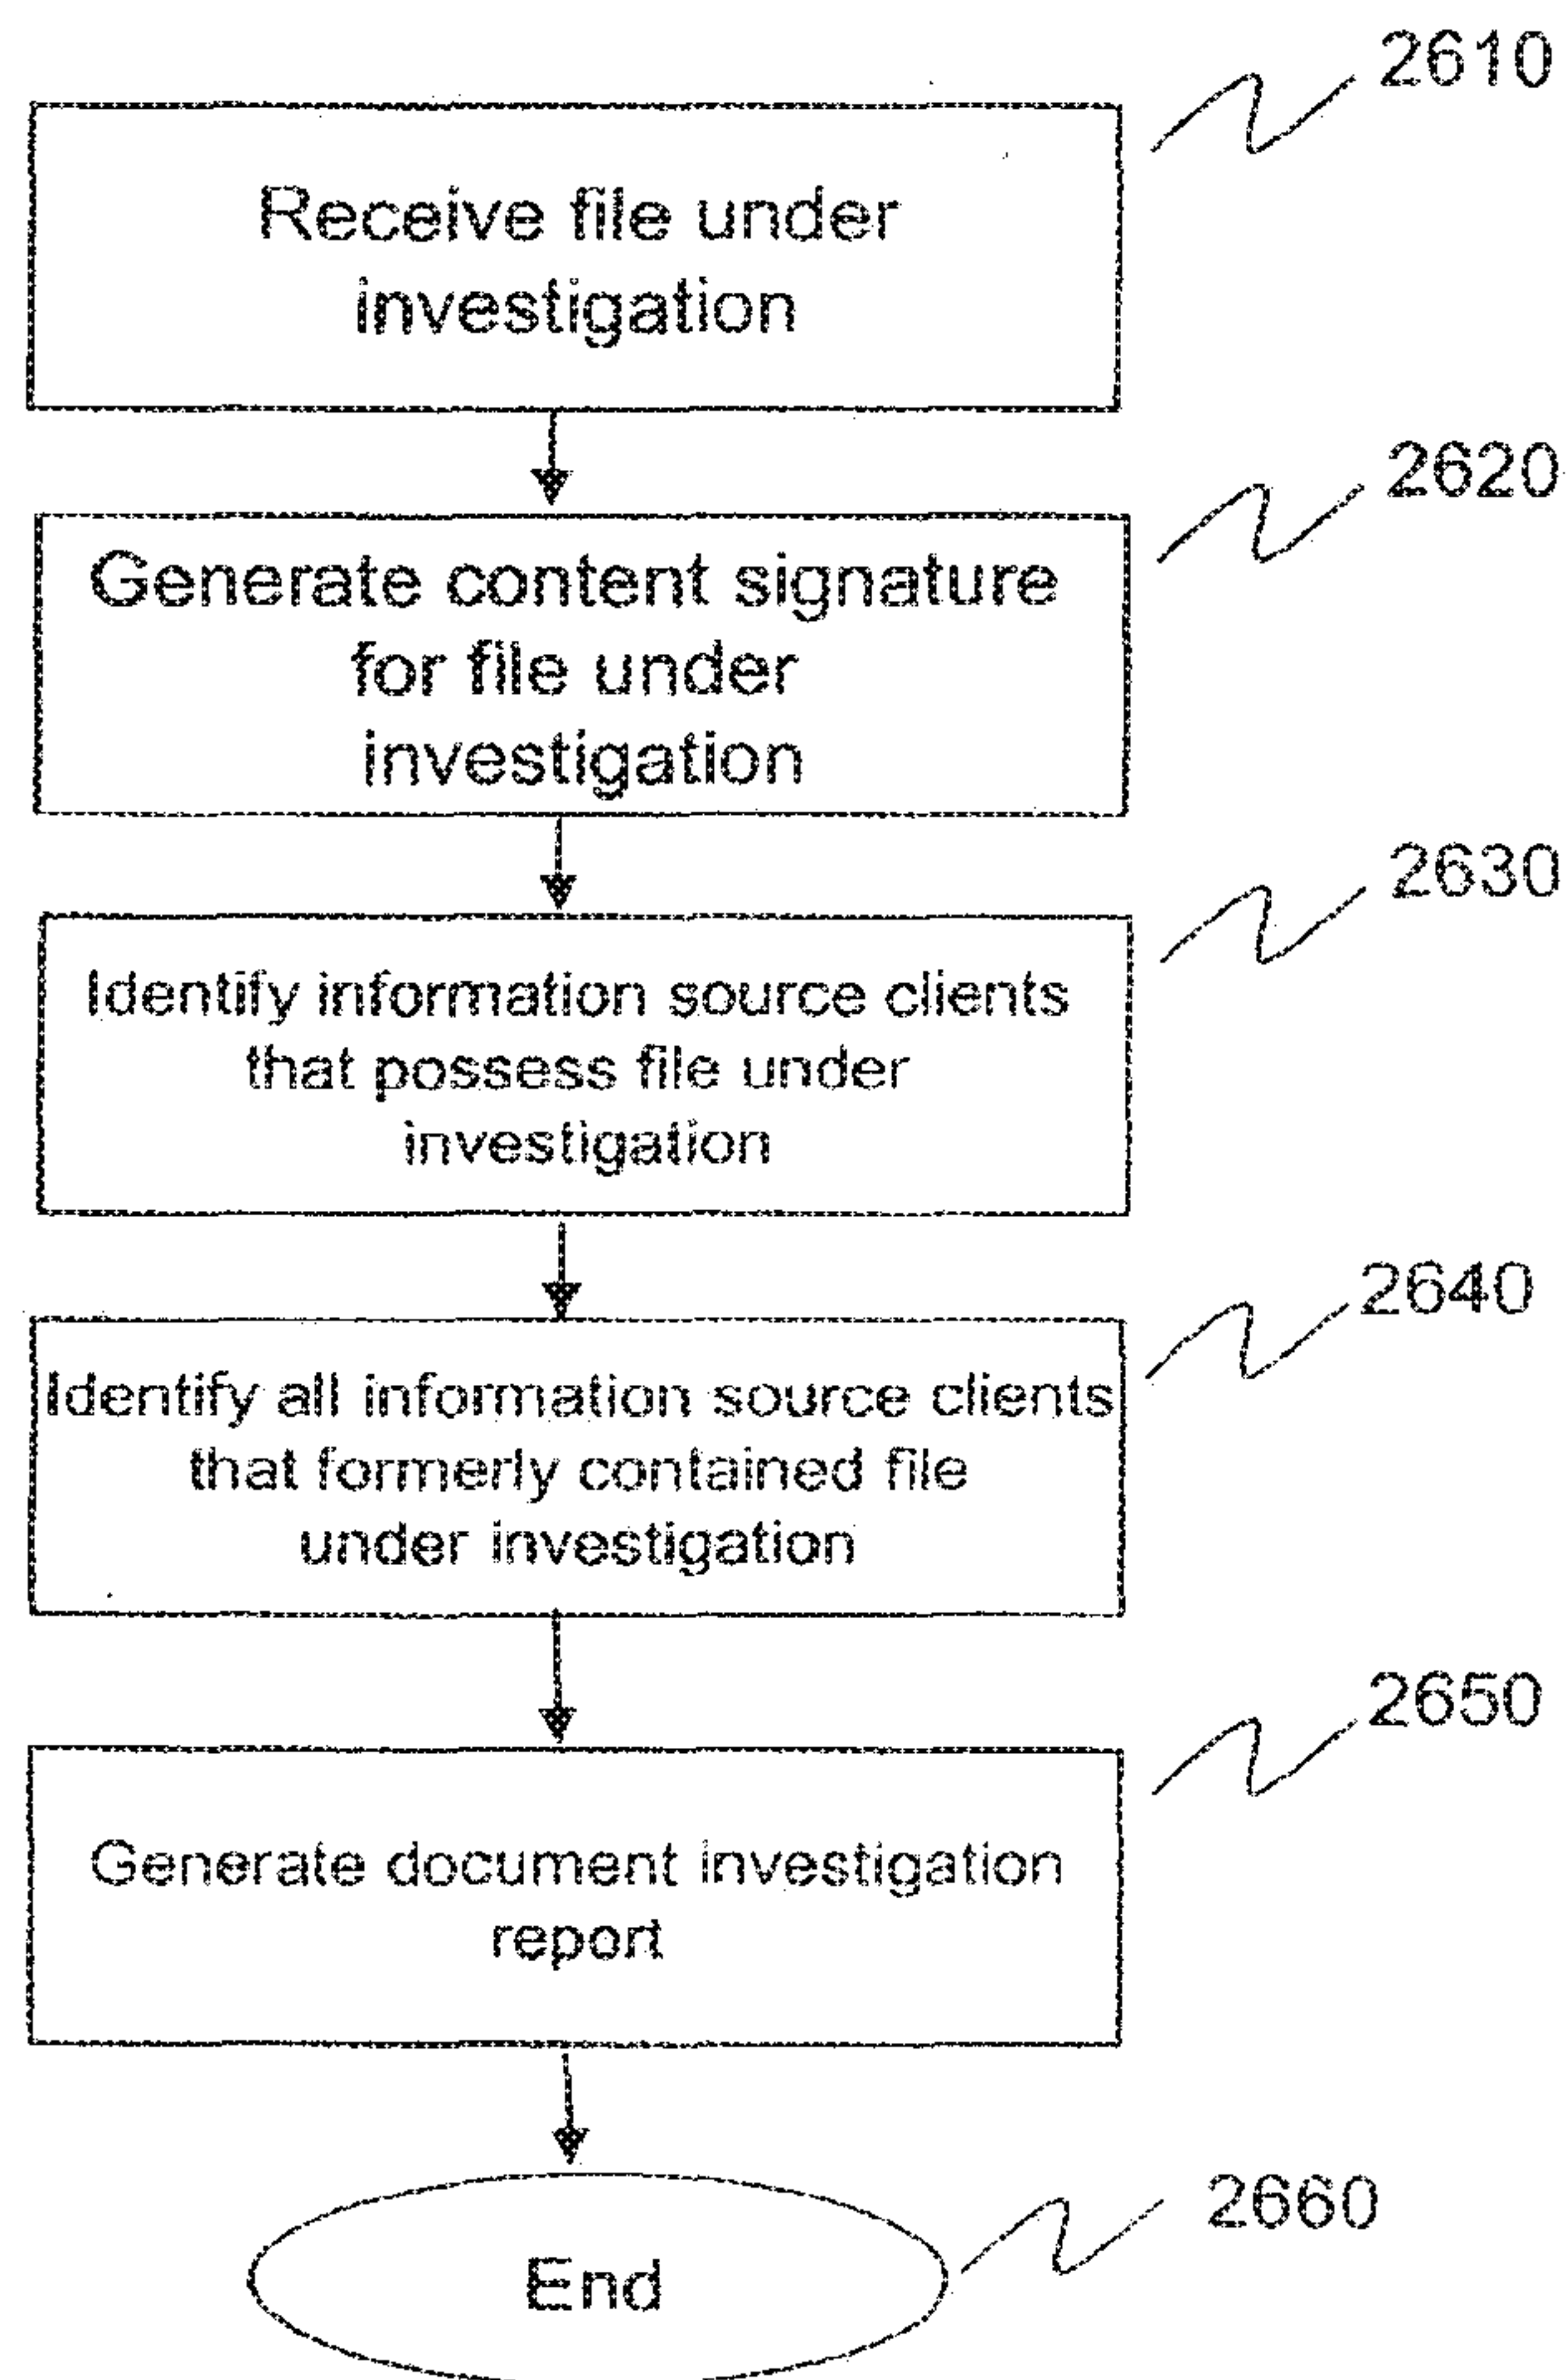 2610
Receive file under
investigation
2620
Generate content signature
for file under
investigation
2630
Identify information source clients
that possess file under
investigation
2640
Identify all information source clients
that formerly contained file
under investigation
2650
Generate document investigation
report
2660
End